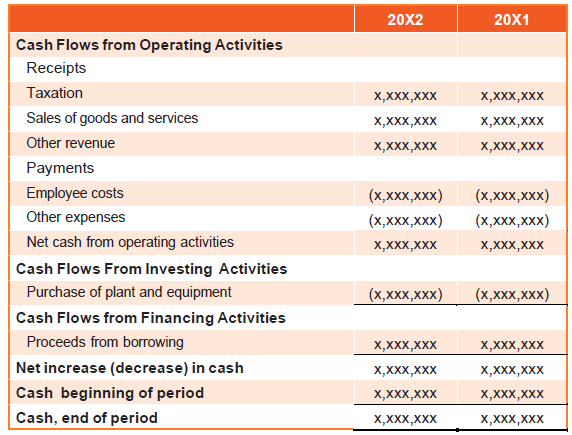 20X2 20X1
Cash Flows from Operating Activities
Receipts
Taxation x,xxx,xxx x,xxx,xxx
Sales of goods and services x,xxx,xxx x,xxx,xxx
Other revenue x,xxx,xxx x,xxx,xxx
Payments
Employee costs (x,xxx,xxx) (x,xxx,xxx)
Other expenses (x,xxx,xxx) (x,xxx,xxx)
Net cash from operating activities x,xxx,xxx x,xxx,xxx
Cash Flows From Investing Activities
Purchase of plant and equipment (x,xxx,xxx) (x,xxx,xxx)
Cash Flows from Financing Activities
Proceeds from borrowing x,xxx,xxx x,xxx,xxx
Net increase (decrease) in cash x,xxx,xxx x,xxx,xxx
Cash beginning of period x,xxx,xxx x,xxx,xxx
Cash, end of period x,xxx,xxx x,xxx,xxx